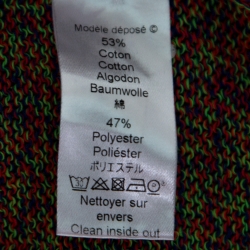 Modèle déposé ©
53%
Coton
Cotton
Algodon
Baumwolle
綿
47%
Polyester
Poliéster
ポリエステル
Nettoyer sur
envers
Clean inside out